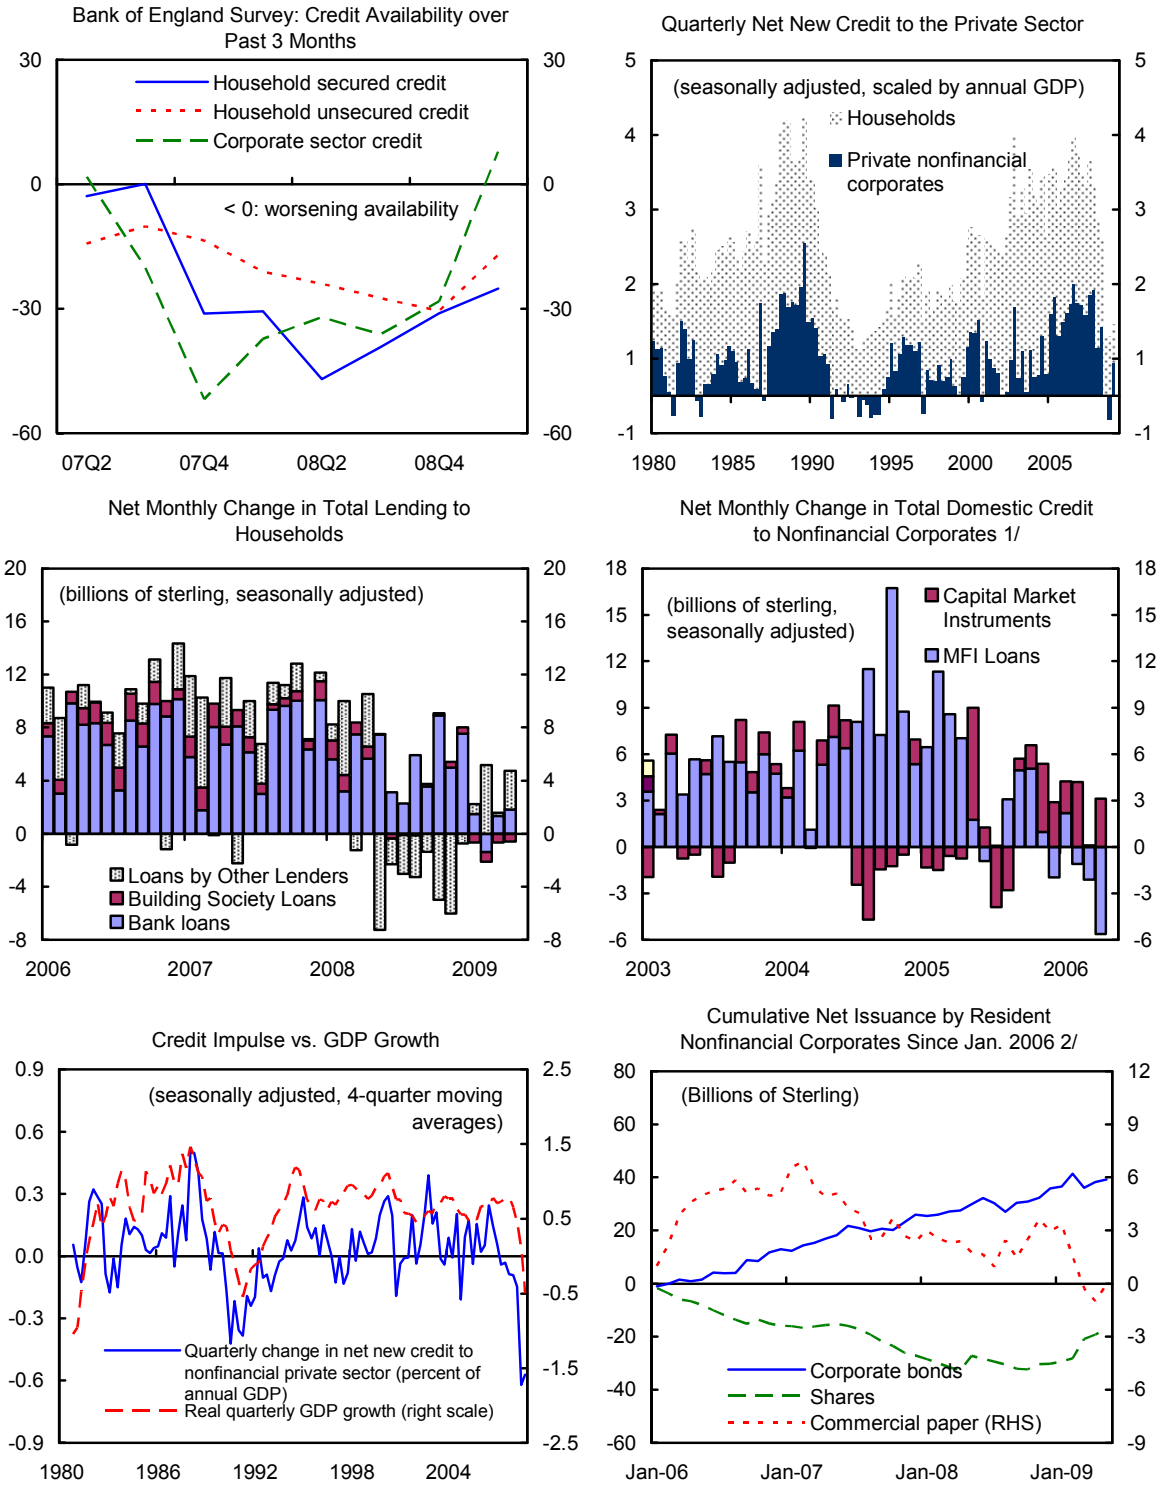 Bank of England Survey: Credit Availability over
Past 3 Months
30
30
Household secured credit
Household unsecured credit
Corporate sector credit
0
0
< 0: worsening availability
-30
-30
-60
-60
07Q2
07Q4
08Q2
08Q4
Quarterly Net New Credit to the Private Sector
5
5
(seasonally adjusted, scaled by annual GDP)
Households
4
4
Private nonfinancial
corporates
3
3
2
2
1
1
-1
-1
1980
1985
1990
1995
2000
2005
Net Monthly Change in Total Lending to
Households
20
20
(billions of sterling, seasonally adjusted)
16
16
12
12
8
8
4
4
0
0
Loans by Other Lenders
Building Society Loans
Bank loans
-4
-4
-8
-8
2006
2007
2008
2009
Net Monthly Change in Total Domestic Credit
to Nonfinancial Corporates 1/
18
18
(billions of sterling,
seasonally adjusted)
Capital Market
Instruments
MFI Loans
15
15
12
12
9
9
6
6
3
3
0
0
-3
-3
-6
-6
2003
2004
2005
2006
Credit Impulse vs. GDP Growth
0.9
2.5
(seasonally adjusted, 4-quarter moving
averages)
0.6
1.5
0.3
0.5
0.0
-0.5
-0.3
Quarterly change in net new credit to
nonfinancial private sector (percent of
annual GDP)
Real quarterly GDP growth (right scale)
-1.5
-0.6
-0.9
-2.5
1980
1986
1992
1998
2004
Cumulative Net Issuance by Resident
Nonfinancial Corporates Since Jan. 2006 2/
80
12
(Billions of Sterling)
60
9
40
6
20
3
0
0
-20
-3
Corporate bonds
Shares
Commercial paper (RHS)
-40
-6
-60
-9
Jan-06
Jan-07
Jan-08
Jan-09